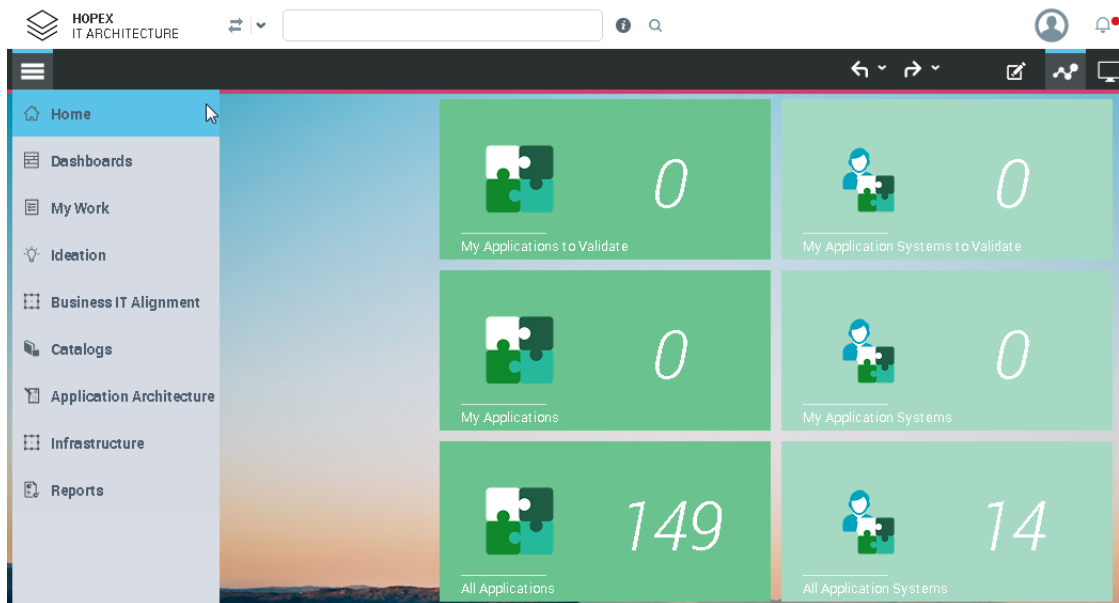 HOPEX
IT ARCHITECTURE
Home
Dashboards
My Work
Ideation
Business IT Alignment
Catalogs
Application Architecture
Infrastructure
Reports
0
My Applications to Validate
0
My Application Systems to Validate
0
My Applications
0
My Application Systems
149
All Applications
14
All Application Systems